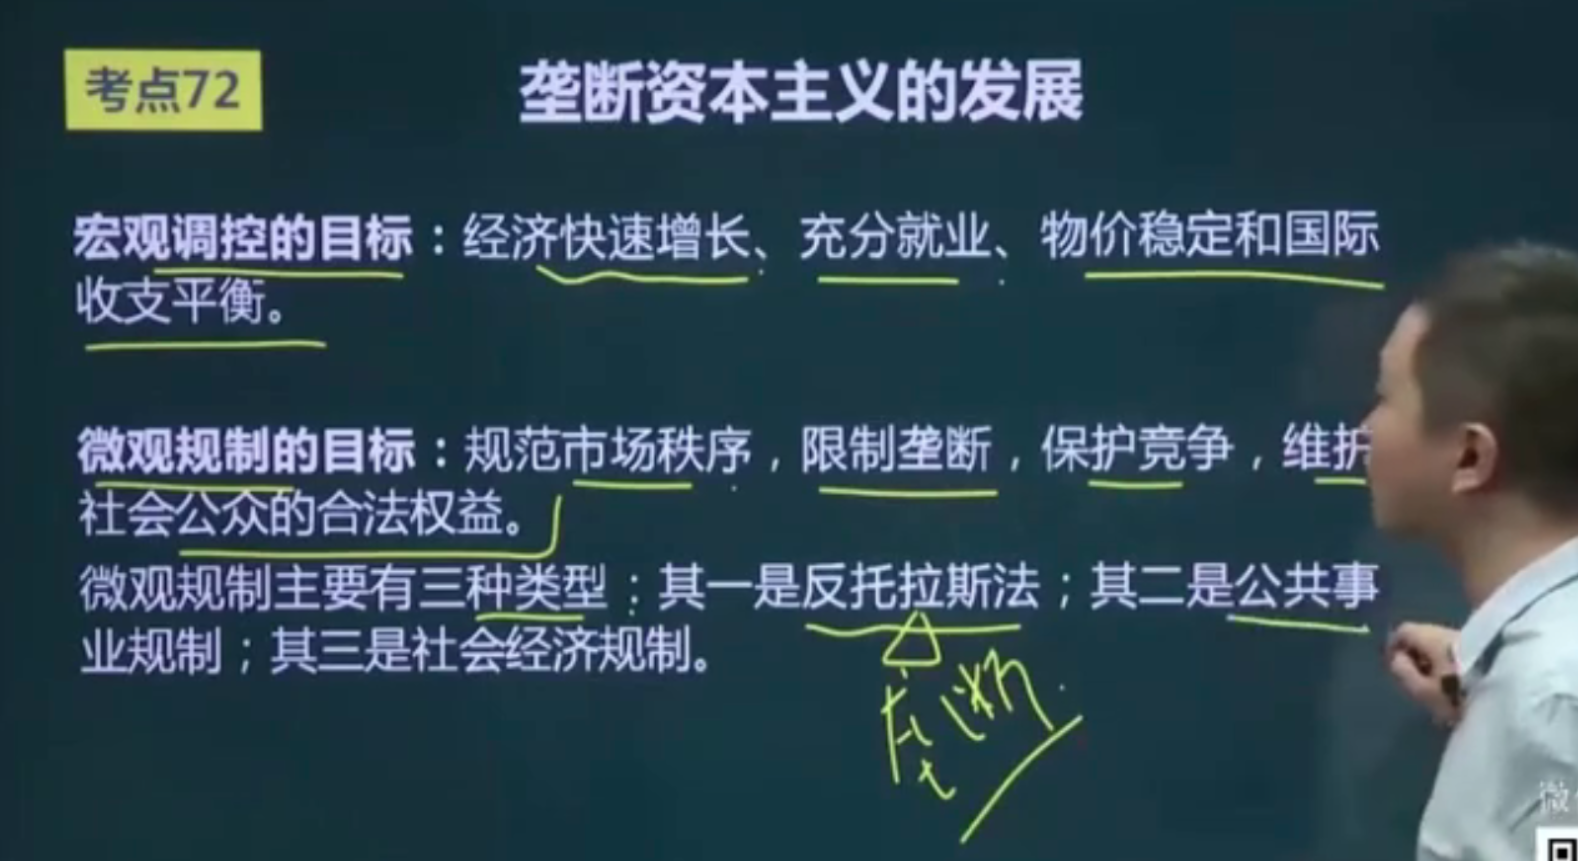 考点72
垄断资本主义的发展
宏观调控的目标：经济快速增长、充分就业、物价稳定和国际
收支平衡。
微观规制的目标：规范市场秩序，限制垄断，保护竞争，维护
社会公众的合法权益。
微观规制主要有三种类型：其一是反托拉斯法；其二是公共事
业规制；其三是社会经济规制。
微